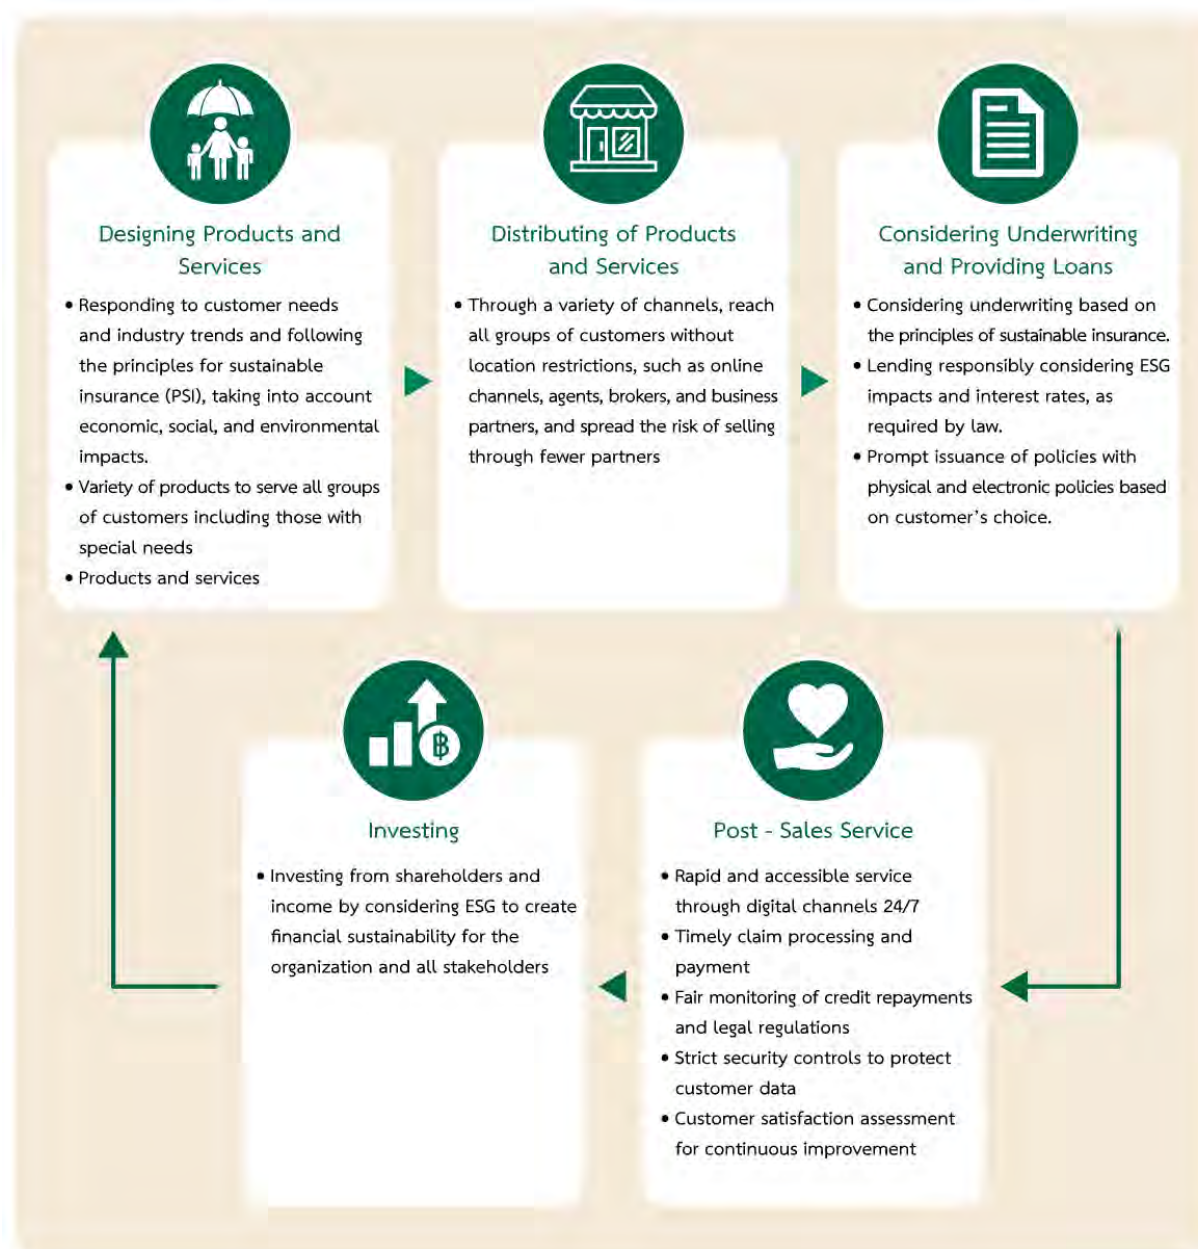 Designing Products and
Services
• Responding to customer needs
and industry trends and following
the principles for sustainable
insurance (PSI), taking into account
economic, social, and environmental
impacts.
• Variety of products to serve all groups
of customers including those with
special needs
• Products and services
Distributing of Products
and Services
• Through a variety of channels, reach
all groups of customers without
location restrictions, such as online
channels, agents, brokers, and business
partners, and spread the risk of selling
through fewer partners
Considering Underwriting
and Providing Loans
• Considering underwriting based on
the principles of sustainable insurance.
• Lending responsibly considering ESG
impacts and interest rates, as
required by law.
• Prompt issuance of policies with
physical and electronic policies based
on customer's choice.
฿
Investing
• Investing from shareholders and
income by considering ESG to create
financial sustainability for the
organization and all stakeholders
Post - Sales Service
• Rapid and accessible service
through digital channels 24/7
• Timely claim processing and
payment
• Fair monitoring of credit repayments
and legal regulations
• Strict security controls to protect
customer data
• Customer satisfaction assessment
for continuous improvement